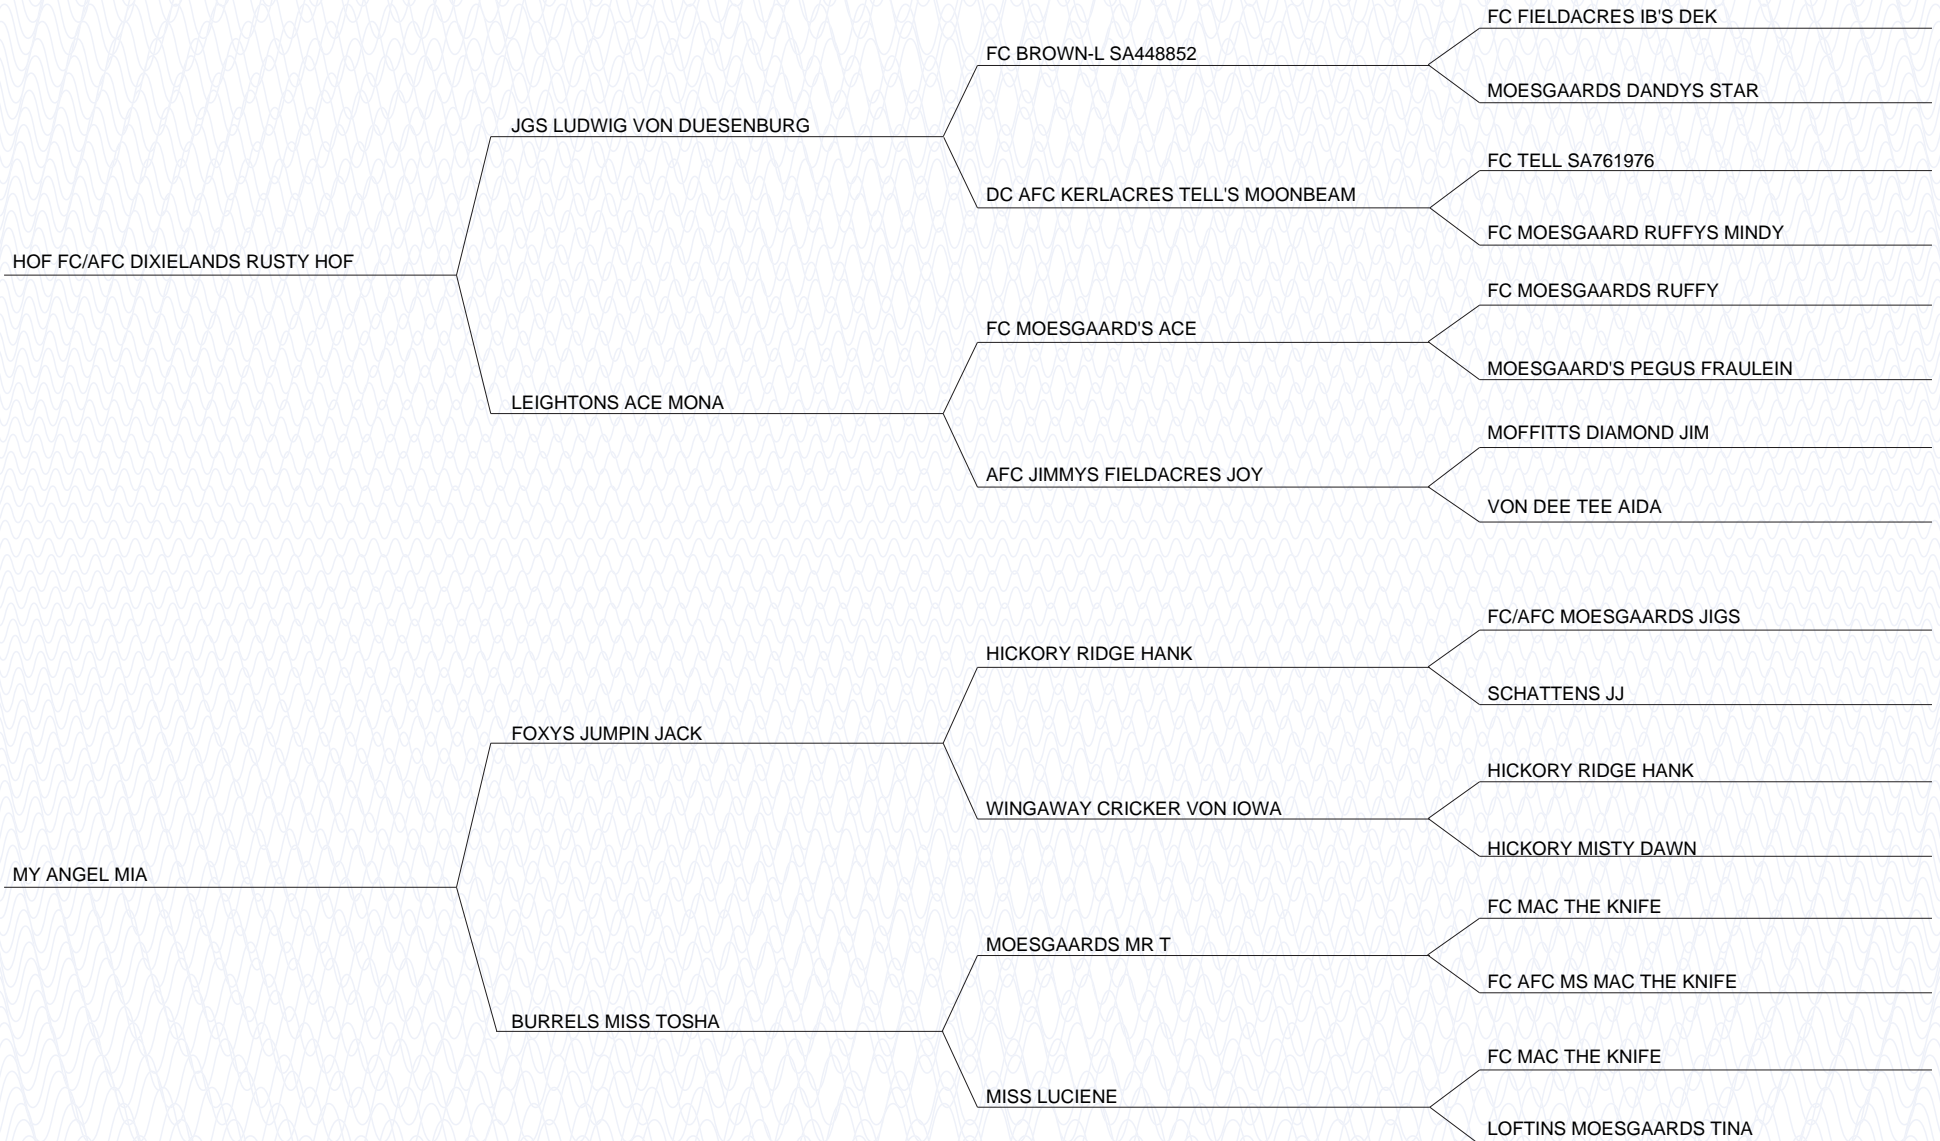 FC FIELDACRES IB'S DEK
FC BROWN-L SA448852
MOESGAARDS DANDYS STAR
JGS LUDWIG VON DUESENBURG
FC TELL SA761976
DC AFC KERLACRES TELL'S MOONBEAM
FC MOESGAARD RUFFYS MINDY
HOF FC/AFC DIXIELANDS RUSTY HOF
FC MOESGAARDS RUFFY
FC MOESGAARD'S ACE
MOESGAARD'S PEGUS FRAULEIN
LEIGHTONS ACE MONA
MOFFITTS DIAMOND JIM
AFC JIMMYS FIELDACRES JOY
VON DEE TEE AIDA
FC/AFC MOESGAARDS JIGS
HICKORY RIDGE HANK
SCHATTENS JJ
FOXYS JUMPIN JACK
HICKORY RIDGE HANK
WINGAWAY CRICKER VON IOWA
HICKORY MISTY DAWN
MY ANGEL MIA
FC MAC THE KNIFE
MOESGAARDS MR T
FC AFC MS MAC THE KNIFE
BURRELS MISS TOSHA
FC MAC THE KNIFE
MISS LUCIENE
LOFTINS MOESGAARDS TINA